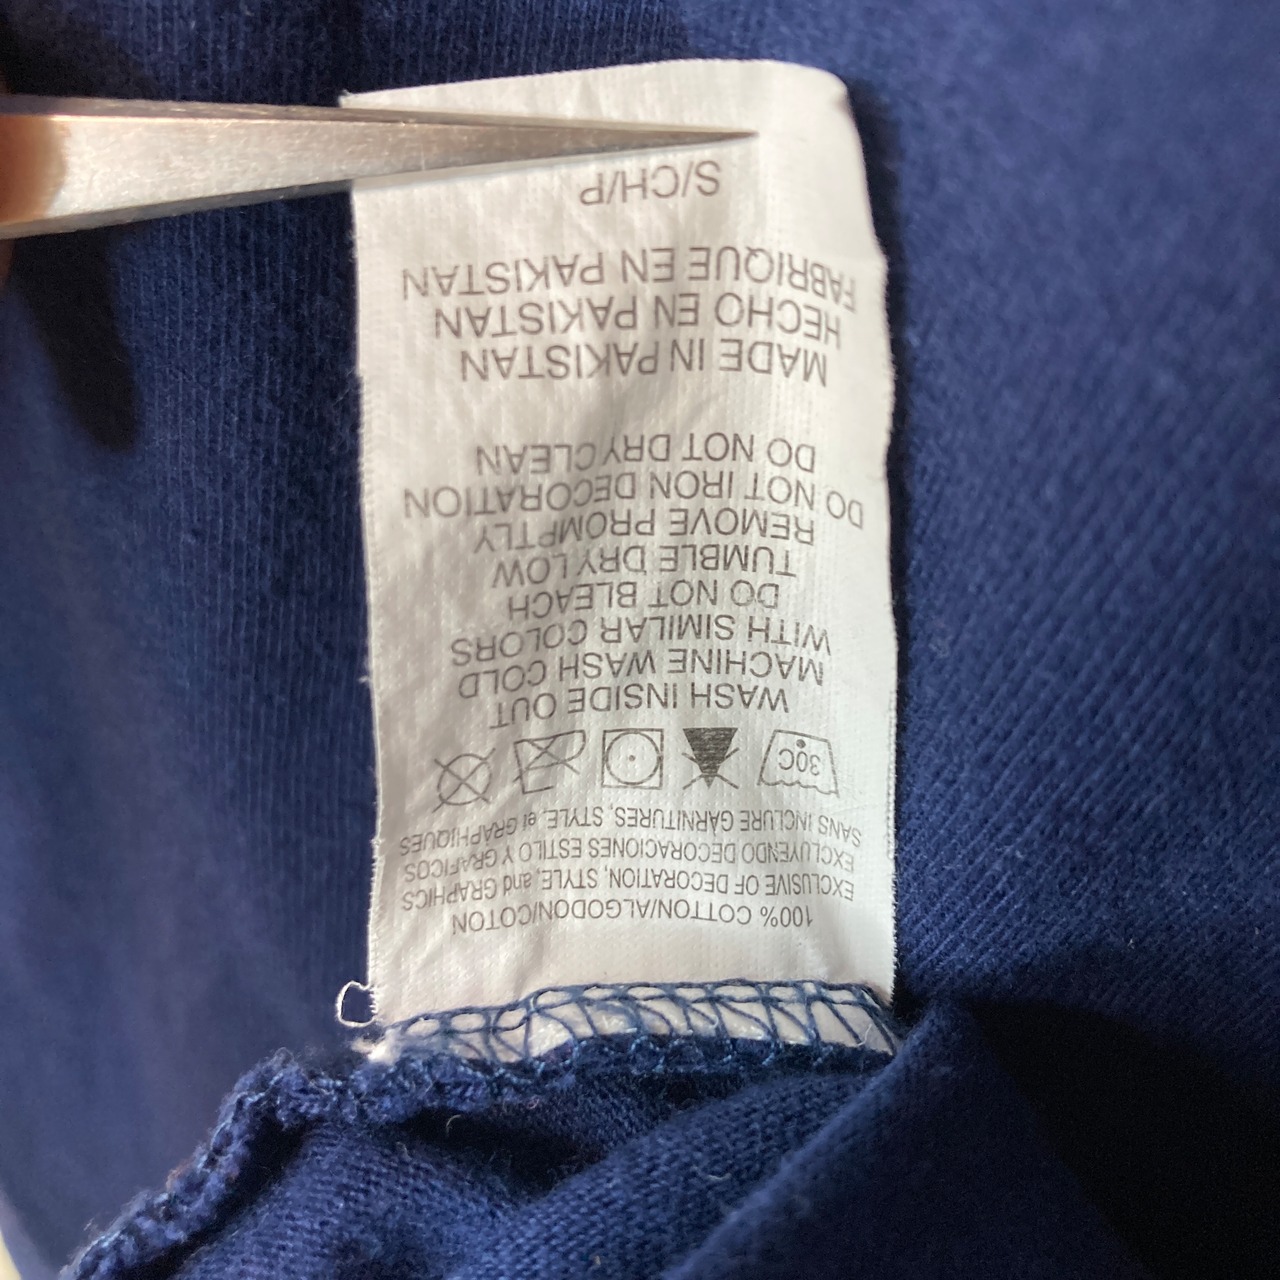 100% COTTON/ALGODON/COTON
EXCLUSIVE OF DECORATION, STYLE, and GRAPHICS
EXCLUYENDO DECORACIONES ESTILO Y GRAFICOS
SANS INCLURE GARNITURES, STYLE, et GRAPHIQUES
30C
WASH INSIDE OUT
MACHINE WASH COLD
WITH SIMILAR COLORS
DO NOT BLEACH
TUMBLE DRY LOW
REMOVE PROMPTLY
DO NOT IRON DECORATION
DO NOT DRY CLEAN
MADE IN PAKISTAN
HECHO EN PAKISTAN
FABRIQUE EN PAKISTAN
S/CH/P